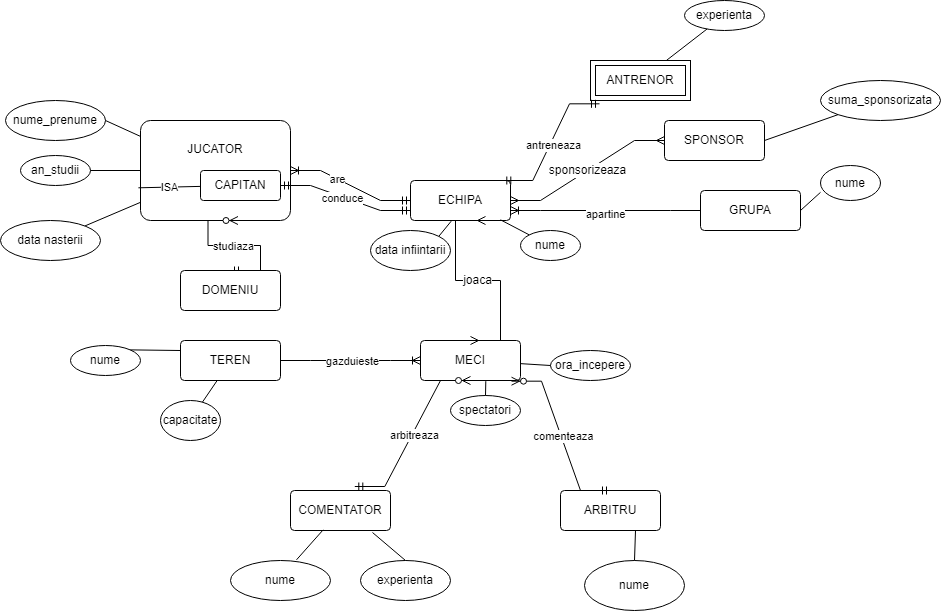 experienta
ANTRENOR
suma_sponsorizata
nume_prenume
SPONSOR
JUCATOR
antreneaza
an_studii
sponsorizeaza
are
ISA
CAPITAN
nume
conduce
ECHIPA
apartine
GRUPA
data nasterii
studiaza
data infiintarii
nume
joaca
DOMENIU
nume
TEREN
gazduieste
MECI
ora_incepere
capacitate
spectatori
arbitreaza
comenteaza
COMENTATOR
ARBITRU
nume
experienta
nume